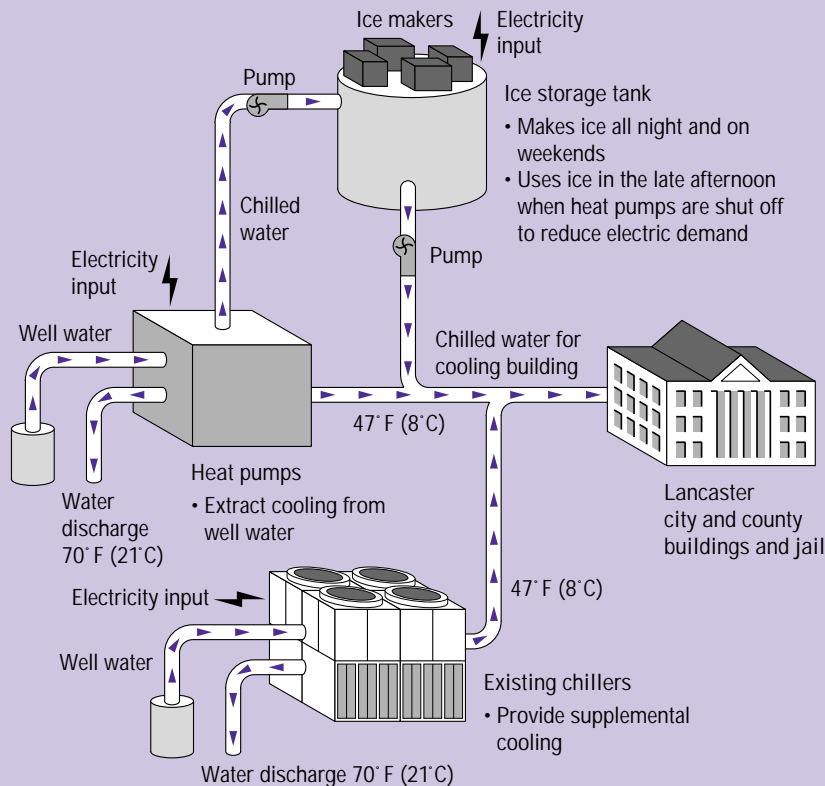 Ice makers
Electricity
input
Pump
Ice storage tank
• Makes ice all night and on
weekends
• Uses ice in the late afternoon
when heat pumps are shut off
to reduce electric demand
Chilled
water
Electricity
input
Pump
Well water
Chilled water for
cooling building
47°F (8°C)
Heat pumps
• Extract cooling from
well water
Water
discharge
70°F (21°C)
Lancaster
city and county
buildings and jail
47°F (8°C)
Electricity input
Well water
Existing chillers
• Provide supplemental
cooling
Water discharge 70°F (21°C)